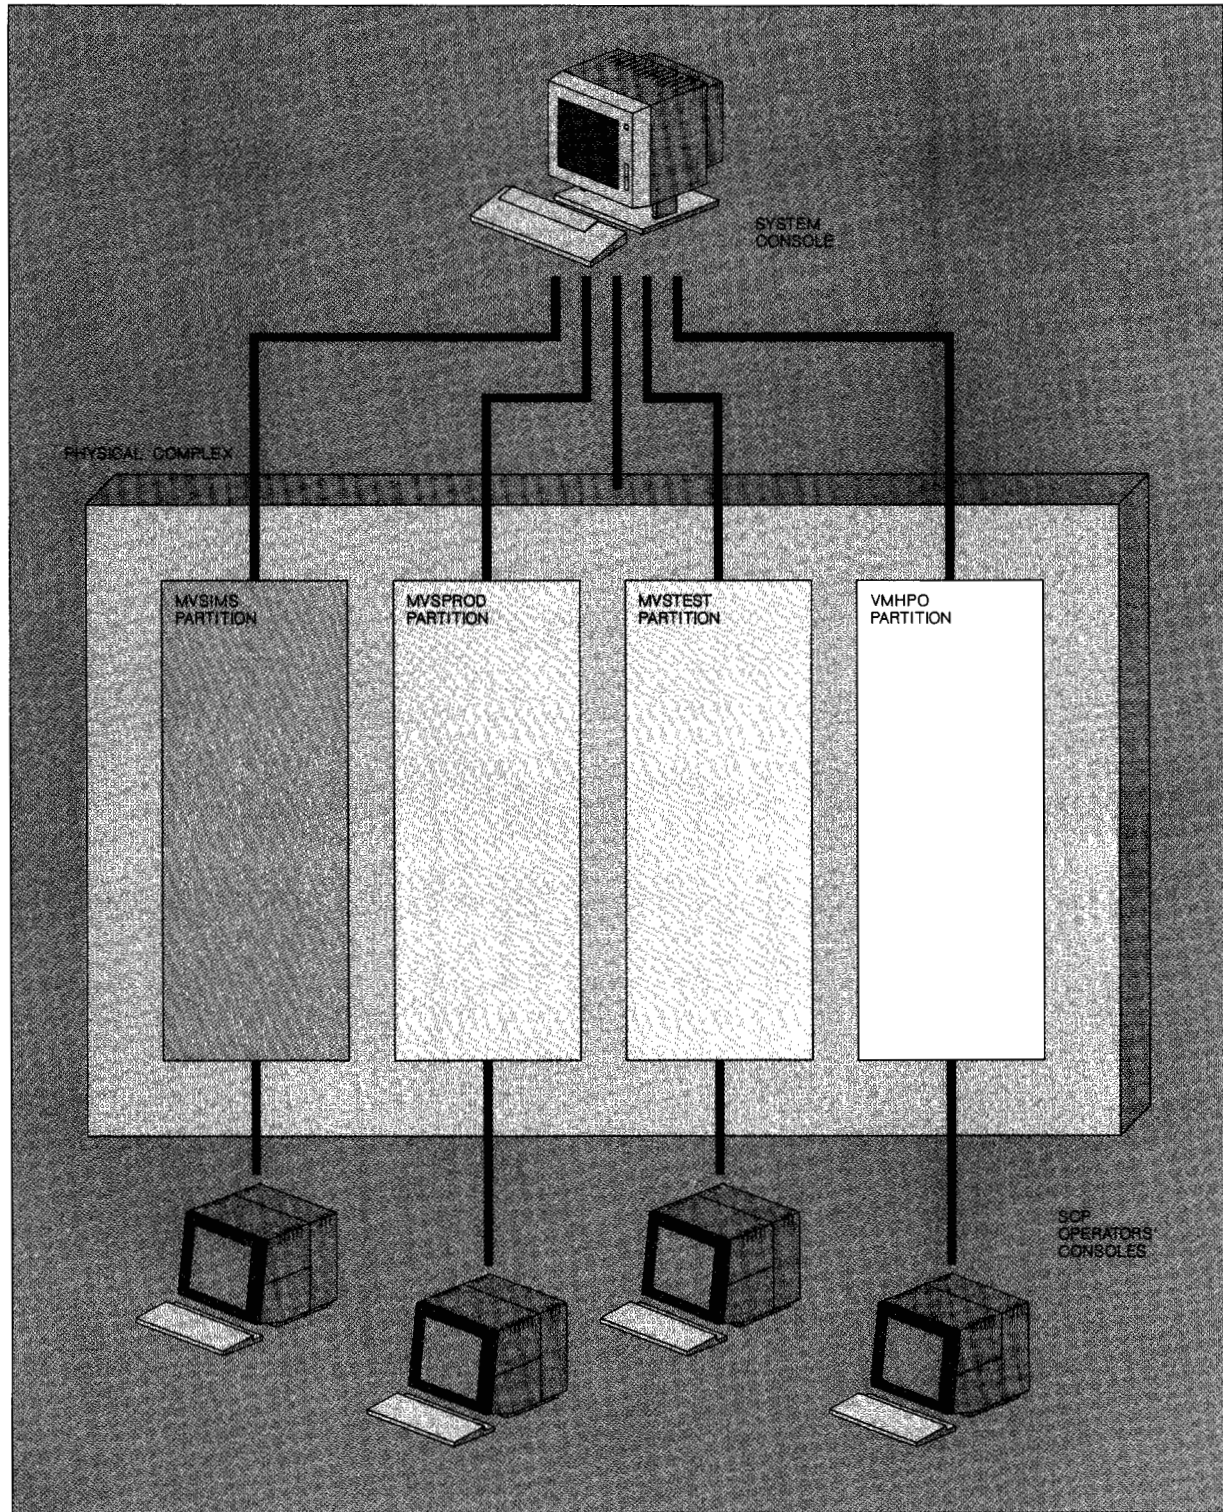 SYSTEM
CONSOLE
PHYSICAL COMPLEX
MVSIMS
PARTITION
MVSPROD
PARTITION
MVSTEST
PARTITION
VMHPO
PARTITION
SCP
OPERATORS'
CONSOLES